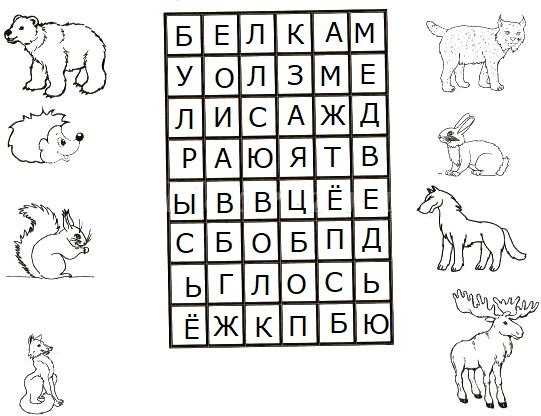 Б Е Л К А М
У О Л З М Е
Л И С А Ж Д
Р А Ю Я Т В
Ы В В Ц Ё Е
С Б О Б П Д
Ь Г Л О С Ь
Ё Ж К П Б Ю